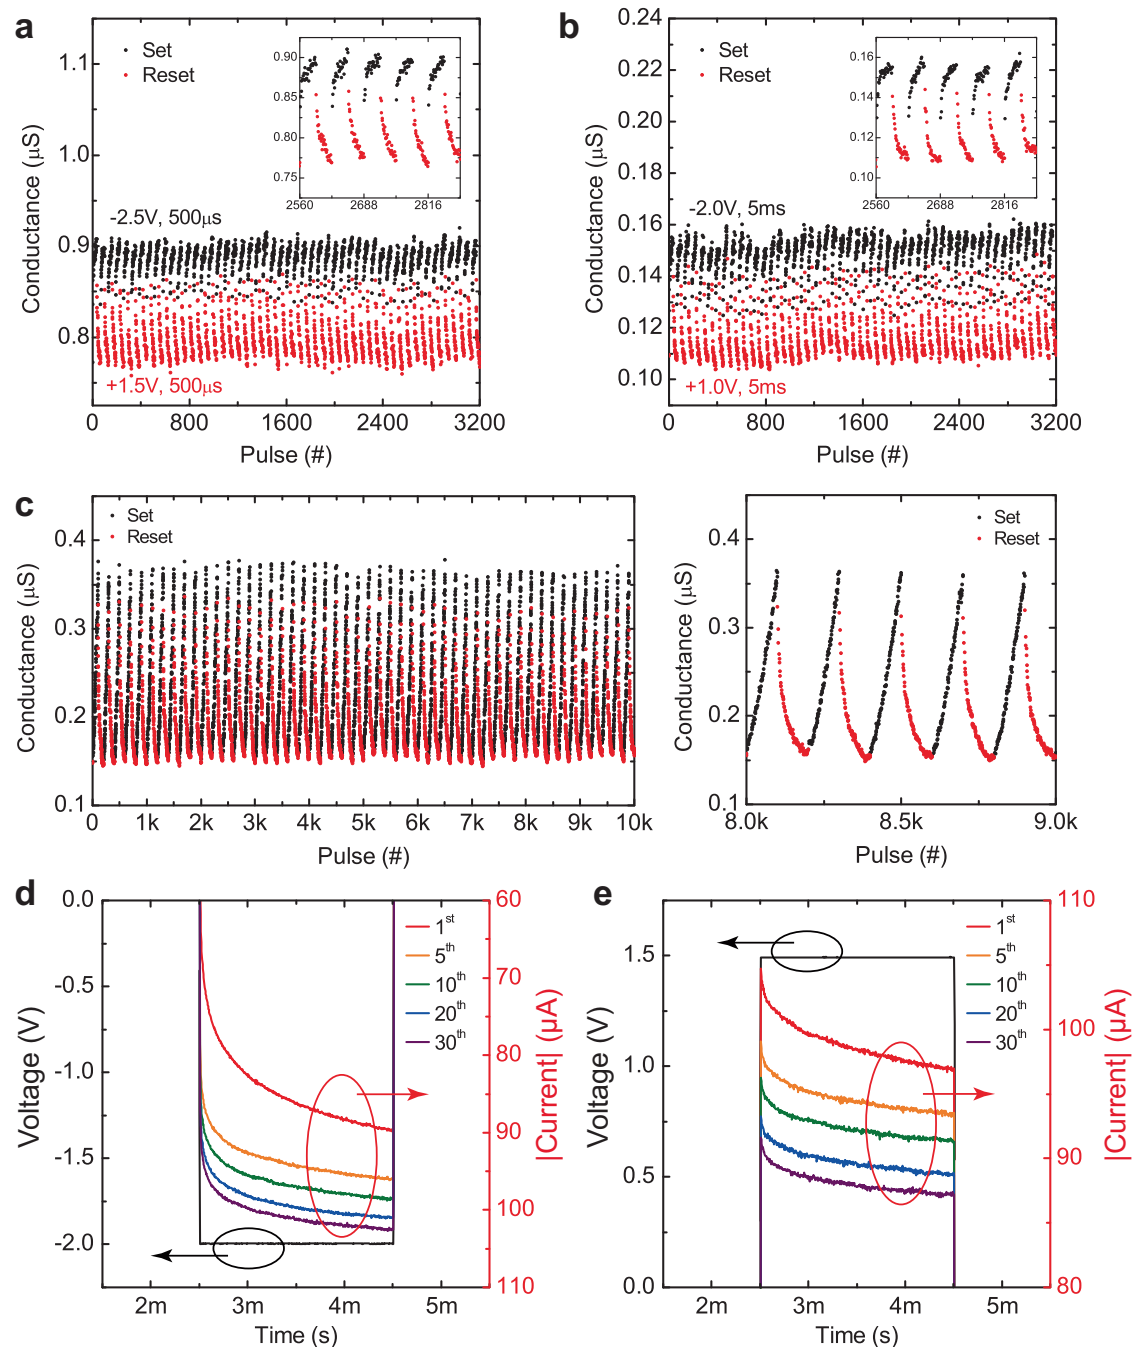 a
Set
Reset
-2.5V, 500μs
+1.5V, 500μs
Conductance (μS)
1.1
1.0
0.9
0.8
0
800
1600
2400
3200
Pulse (#)
0.90
0.85
0.80
0.75
2560
2688
2816
b
Set
Reset
-2.0V, 5ms
+1.0V, 5ms
Conductance (μS)
0.24
0.22
0.20
0.18
0.16
0.14
0.12
0.10
0
800
1600
2400
3200
Pulse (#)
0.16
0.14
0.12
0.10
2560
2688
2816
c
Set
Reset
Conductance (μS)
0.4
0.3
0.2
0.1
0
1k
2k
3k
4k
5k
6k
7k
8k
9k
10k
Pulse (#)
Set
Reset
Conductance (μS)
0.4
0.3
0.2
0.1
8.0k
8.5k
9.0k
Pulse (#)
d
Voltage (V)
0.0
-0.5
-1.0
-1.5
-2.0
2m
3m
4m
5m
Time (s)
60
70
80
90
100
110
|Current| (μA)
1st
5th
10th
20th
30th
e
Voltage (V)
1.5
1.0
0.5
0.0
2m
3m
4m
5m
Time (s)
110
100
90
80
|Current| (μA)
1st
5th
10th
20th
30th